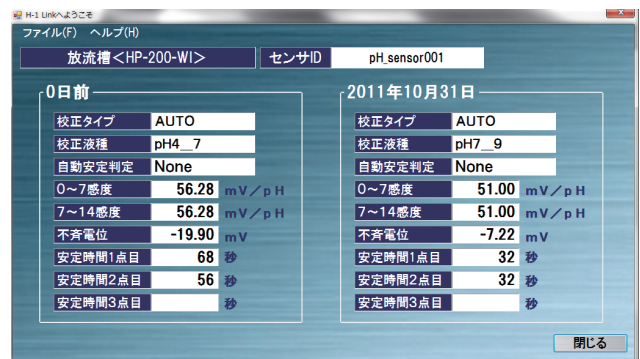 H-1 Linkへようこそ
ファイル(F) ヘルプ(H)
放流槽<HP-200-WI> センサID pH_sensor001
0日前
校正タイプ AUTO
校正液種 pH4__7
自動安定判定 None
0～7感度 56.28 mV／pH
7～14感度 56.28 mV／pH
不斉電位 -19.90 mV
安定時間1点目 68 秒
安定時間2点目 56 秒
安定時間3点目 秒
2011年10月31日
校正タイプ AUTO
校正液種 pH7__9
自動安定判定 None
0～7感度 51.00 mV／pH
7～14感度 51.00 mV／pH
不斉電位 -7.22 mV
安定時間1点目 32 秒
安定時間2点目 32 秒
安定時間3点目 秒
閉じる